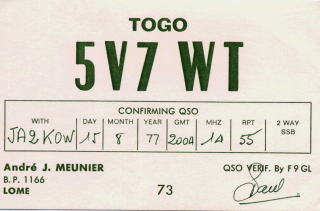 TOGO
5V7 WT
CONFIRMING QSO
WITH DAY MONTH YEAR GMT MHZ RPT 2 WAY SSB
JA2KOW 15 8 77 2004 14 55
André J. MEUNIER
B. P. 1166
LOME
73
QSO VERIF. By F9GL